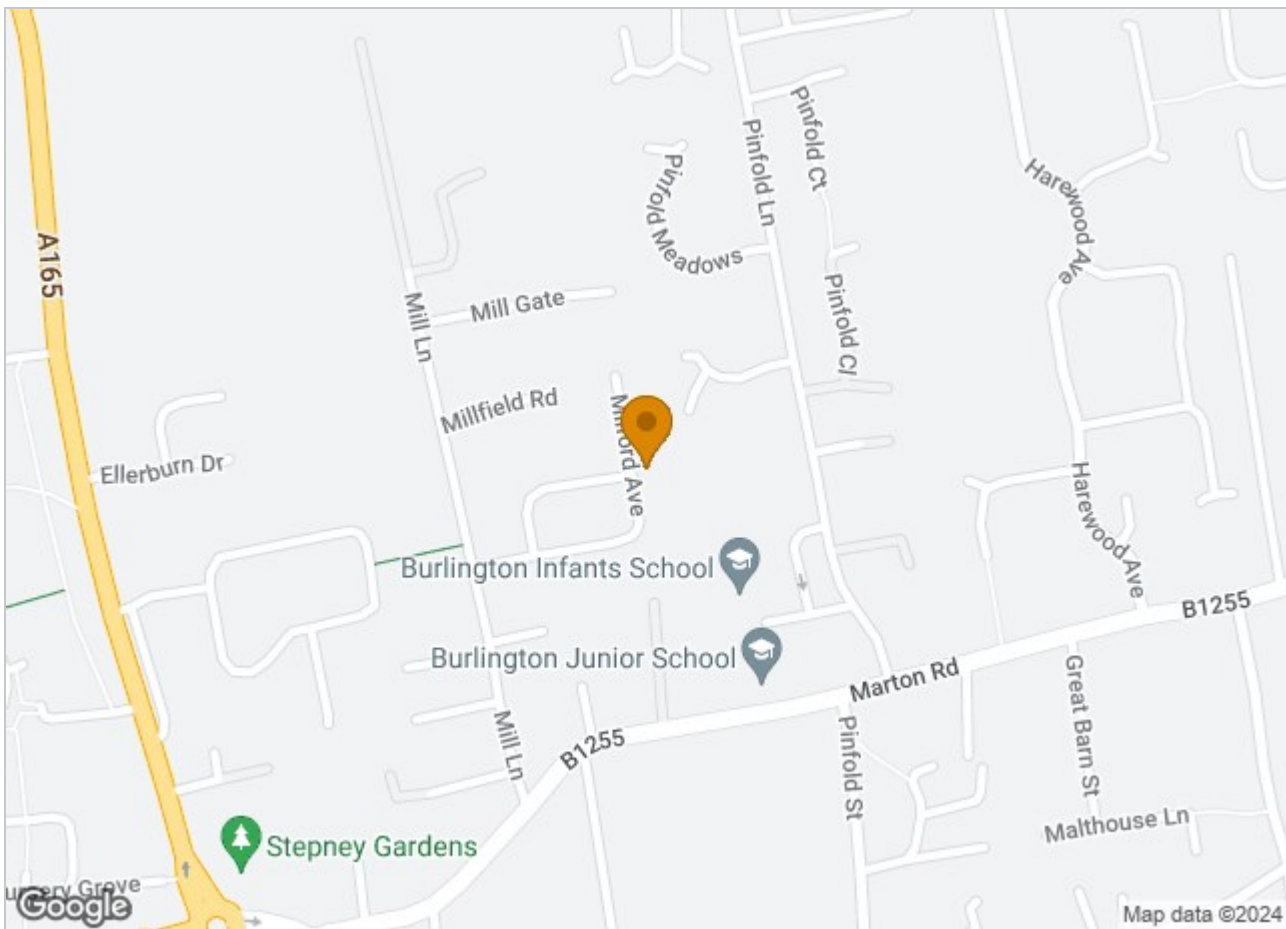 Pinfold Ct
Pinfold Ln
Pinfold Meadows
Harewood Ave
A165
Mill Gate
Mill Ln
Pinfold Cl
Millfield Rd
Ellerburn Dr
Harewood Ave
Burlington Infants School
B1255
Burlington Junior School
Marton Rd
Great Barn St
Mill Ln
B1255
Pinfold St
Malthouse Ln
Stepney Gardens
Grove
Google
Map data ©2024